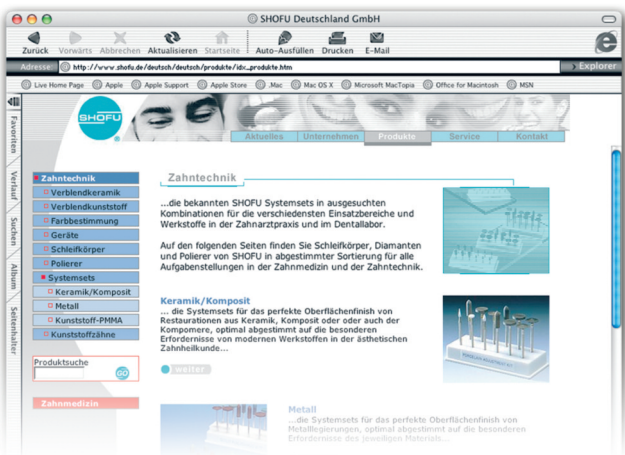 SHOFU Deutschland GmbH
Zurück Vorwärts Abbrechen Aktualisieren Startseite Auto-Ausfüllen Drucken E-Mail
Adresse http://www.shofu.de/deutsch/deutsch/produkte/idx_produkte.htm Explorer
Live Home Page Apple Apple Support Apple Store .Mac Mac OS X Microsoft MacTopia Office for Macintosh MSN
Favoriten
Verlauf
Suchen
Album
Seitenhalter
SHOFU
Aktuelles Unternehmen Produkte Service Kontakt
Zahntechnik
Verblendkeramik
Verblendkunststoff
Farbbestimmung
Geräte
Schleifkörper
Polierer
Systemsets
Keramik/Komposit
Metall
Kunststoff-PMMA
Kunststoffzähne
Produktsuche
GO
Zahnmedizin
Zahntechnik
...die bekannten SHOFU Systemsets in ausgesuchten
Kombinationen für die verschiedensten Einsatzbereiche und
Werkstoffe in der Zahnarztpraxis und im Dentallabor.
Auf den folgenden Seiten finden Sie Schleifkörper, Diamanten
und Polierer von SHOFU in abgestimmter Sortierung für alle
Aufgabenstellungen in der Zahnmedizin und der Zahntechnik.
Keramik/Komposit
... die Systemsets für das perfekte Oberflächenfinish von
Restaurationen aus Keramik, Komposit oder oder auch der
Kompomere, optimal abgestimmt auf die besonderen
Erfordernisse von modernen Werkstoffen in der ästhetischen
Zahnheilkunde...
weiter
Metall
...die Systemsets für das perfekte Oberflächenfinish von
Metalllegierungen, optimal abgestimmt auf die besonderen
Erfordernisse des jeweiligen Materials...